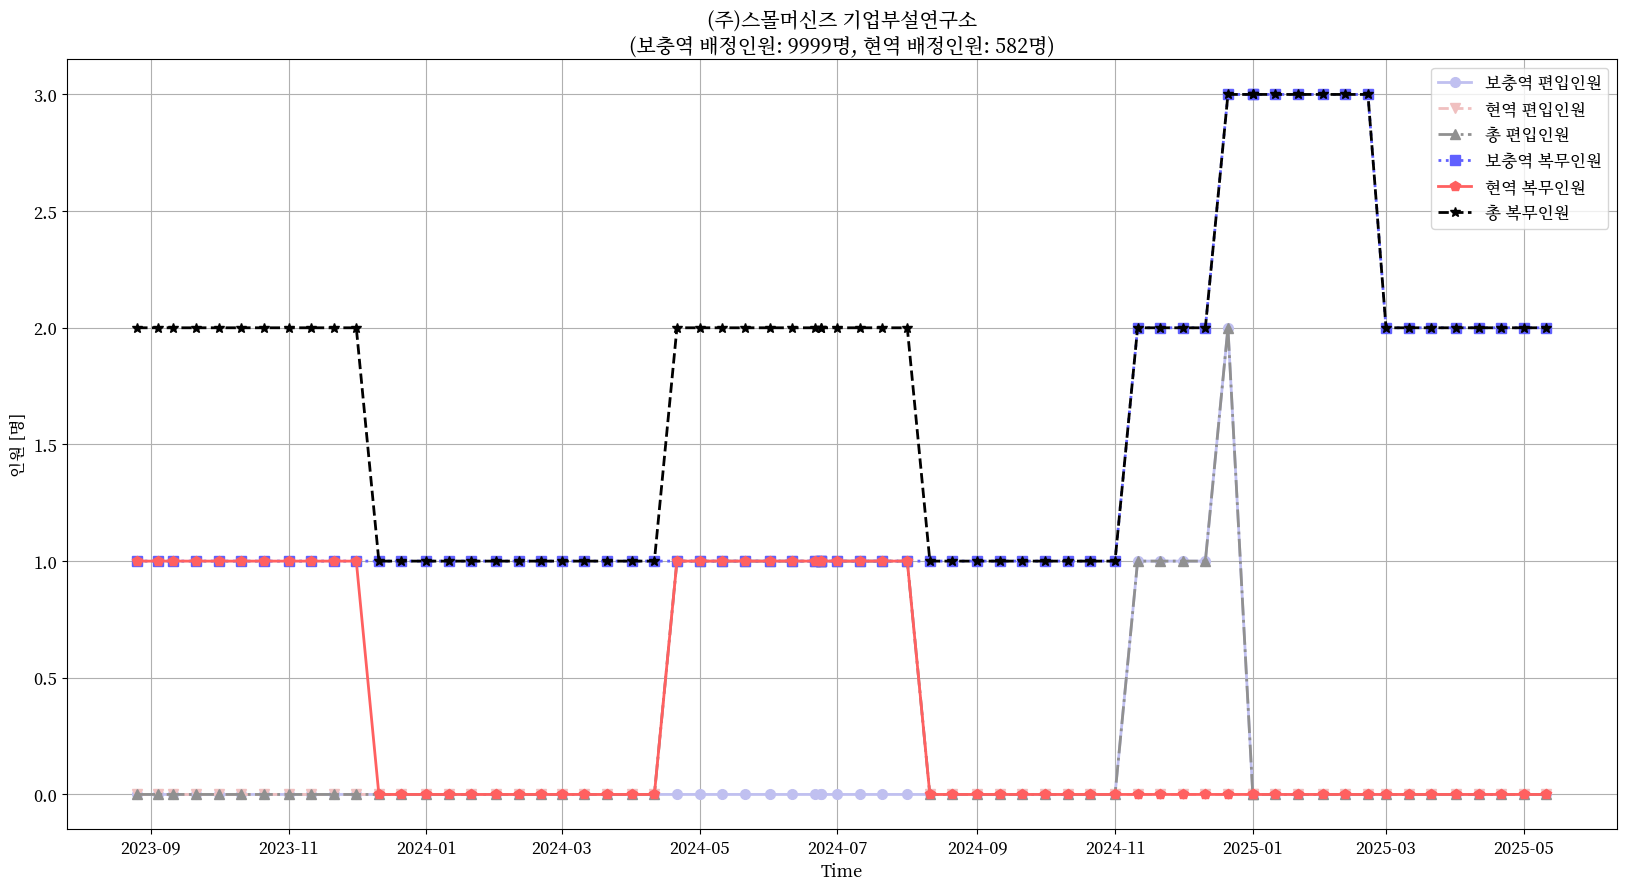 (주)스몰머신즈 기업부설연구소
(보충역 배정인원: 9999명, 현역 배정인원: 582명)
보충역 편입인원
현역 편입인원
총 편입인원
보충역 복무인원
현역 복무인원
총 복무인원
3.0
2.5
2.0
1.5
1.0
0.5
0.0
인원 [명]
2023-09
2023-11
2024-01
2024-03
2024-05
2024-07
2024-09
2024-11
2025-01
2025-03
2025-05
Time